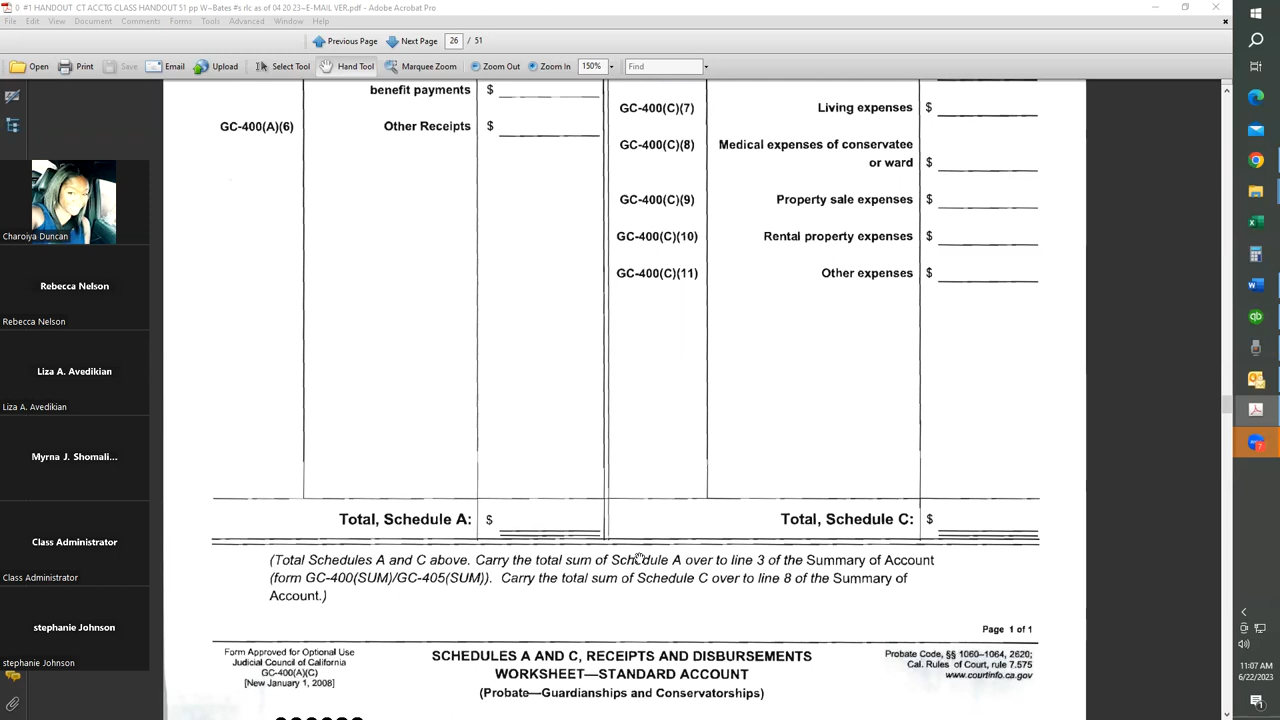 0 #1 HANDOUT CT ACCTG CLASS HANDOUT 51 pp W~Bates #s rlc as of 04 20 23~E-MAIL VER.pdf - Adobe Acrobat Pro
File Edit View Document Comments Forms Tools Advanced Window Help
Previous Page Next Page 26 / 51
Open Print Save Email Upload Select Tool Hand Tool Marquee Zoom Zoom Out Zoom In 150% Find
benefit payments $
GC-400(A)(6) Other Receipts $
GC-400(C)(7) Living expenses $
GC-400(C)(8) Medical expenses of conservatee
or ward $
GC-400(C)(9) Property sale expenses $
GC-400(C)(10) Rental property expenses $
GC-400(C)(11) Other expenses $
Total, Schedule A: $ Total, Schedule C: $
(Total Schedules A and C above. Carry the total sum of Schedule A over to line 3 of the Summary of Account
(form GC-400(SUM)/GC-405(SUM)). Carry the total sum of Schedule C over to line 8 of the Summary of
Account.)
Page 1 of 1
Form Approved for Optional Use
Judicial Council of California
GC-400(A)(C)
[New January 1, 2008]
SCHEDULES A AND C, RECEIPTS AND DISBURSEMENTS
WORKSHEET—STANDARD ACCOUNT
(Probate—Guardianships and Conservatorships)
Probate Code, §§ 1060–1064, 2620;
Cal. Rules of Court, rule 7.575
www.courtinfo.ca.gov
Charoiya Duncan
Rebecca Nelson
Rebecca Nelson
Liza A. Avedikian
Liza A. Avedikian
Myrna J. Shomali...
Class Administrator
Class Administrator
stephanie Johnson
stephanie Johnson
11:07 AM
6/22/2023